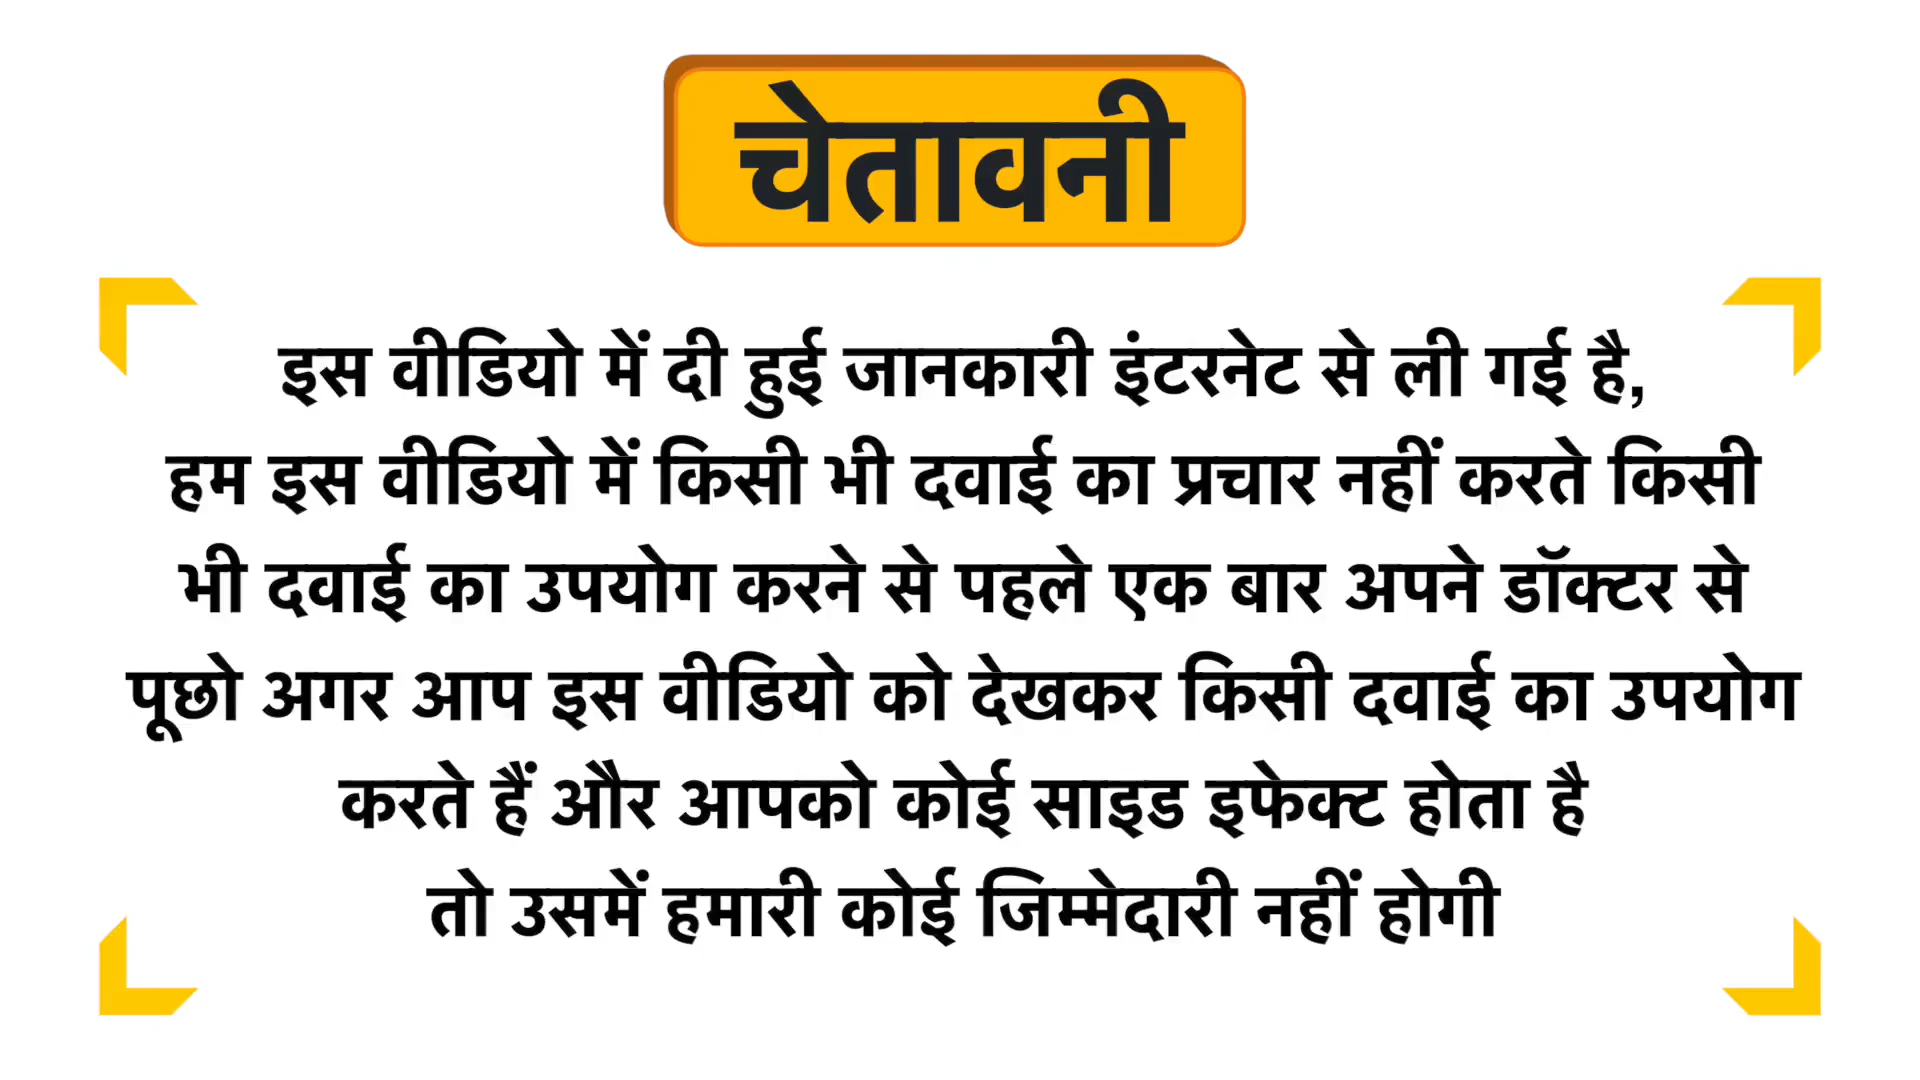 चेतावनी
इस वीडियो में दी हुई जानकारी इंटरनेट से ली गई है,
हम इस वीडियो में किसी भी दवाई का प्रचार नहीं करते किसी
भी दवाई का उपयोग करने से पहले एक बार अपने डॉक्टर से
पूछो अगर आप इस वीडियो को देखकर किसी दवाई का उपयोग
करते हैं और आपको कोई साइड इफेक्ट होता है
तो उसमें हमारी कोई जिम्मेदारी नहीं होगी